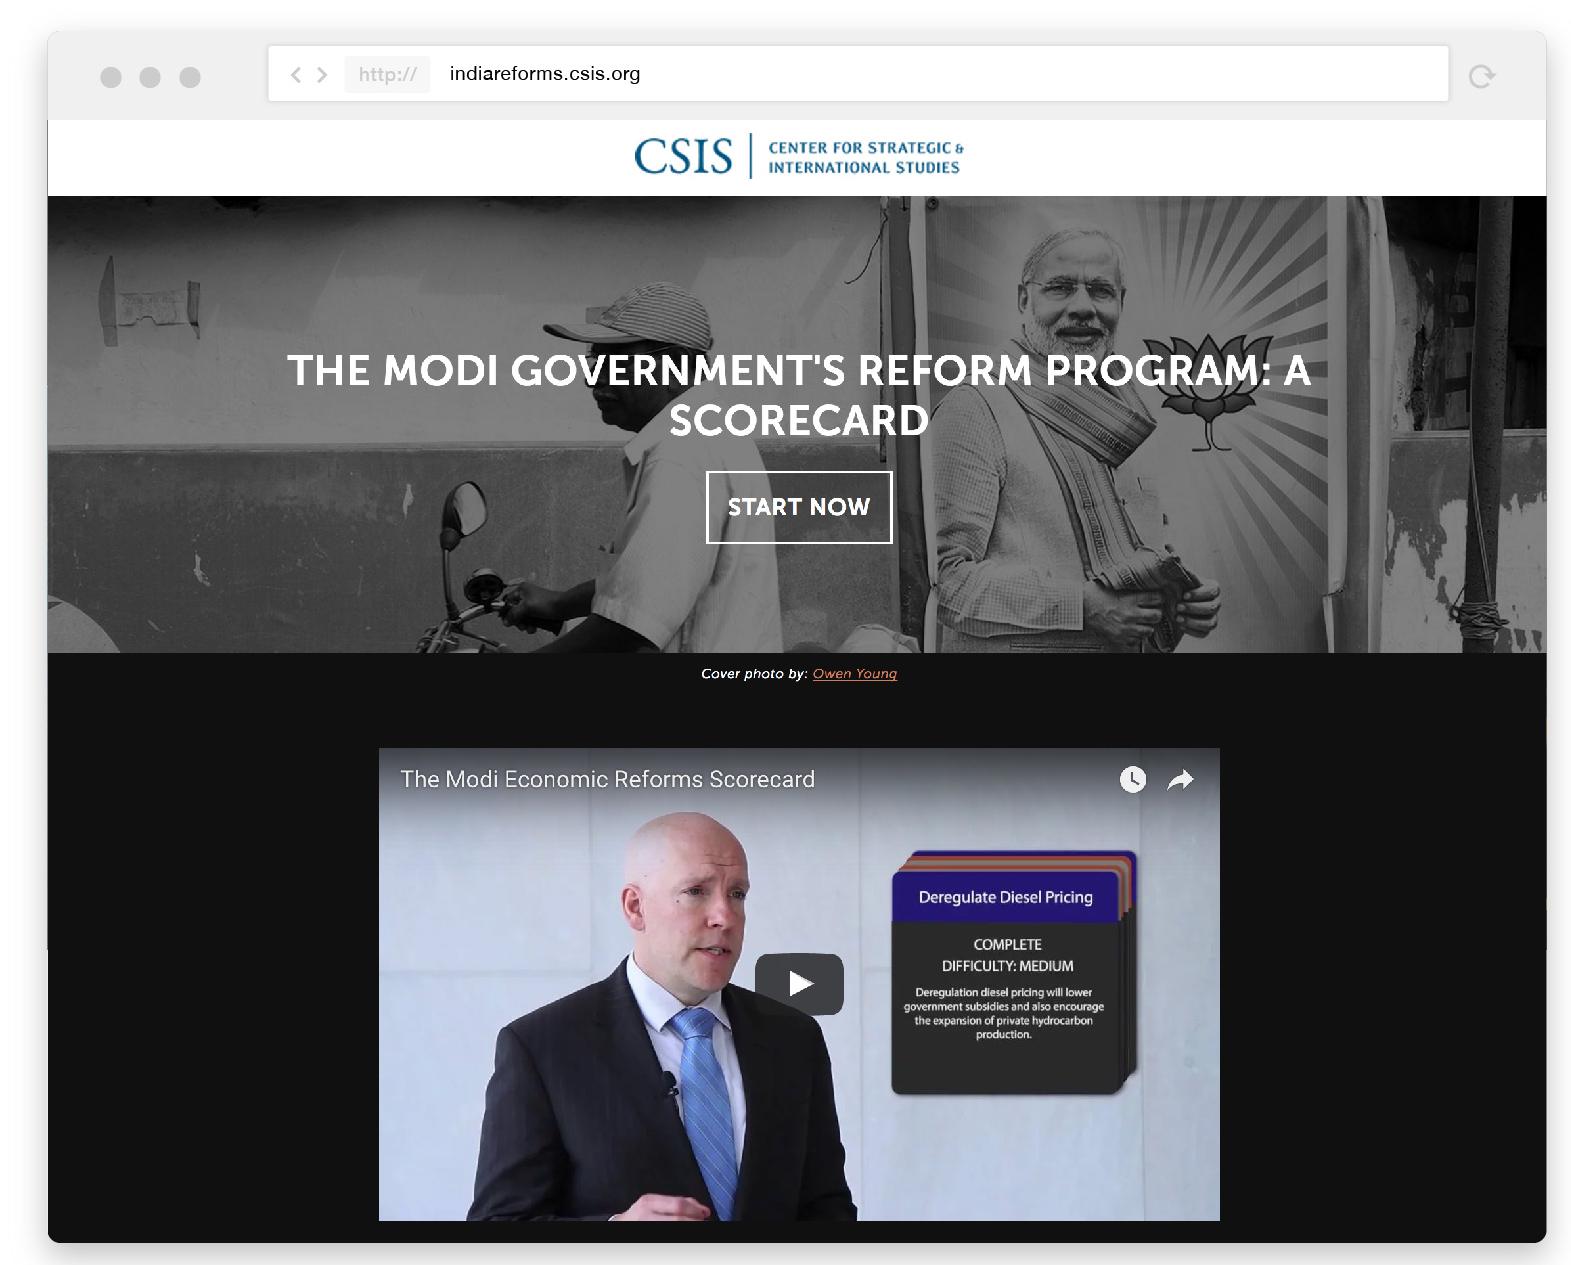 http://
indiareforms.csis.org
CSIS
CENTER FOR STRATEGIC &
INTERNATIONAL STUDIES
THE MODI GOVERNMENT'S REFORM PROGRAM: A
SCORECARD
START NOW
Cover photo by: Owen Young
The Modi Economic Reforms Scorecard
Deregulate Diesel Pricing
COMPLETE
DIFFICULTY: MEDIUM
Deregulation diesel pricing will lower
government subsidies and also encourage
the expansion of private hydrocarbon
production.